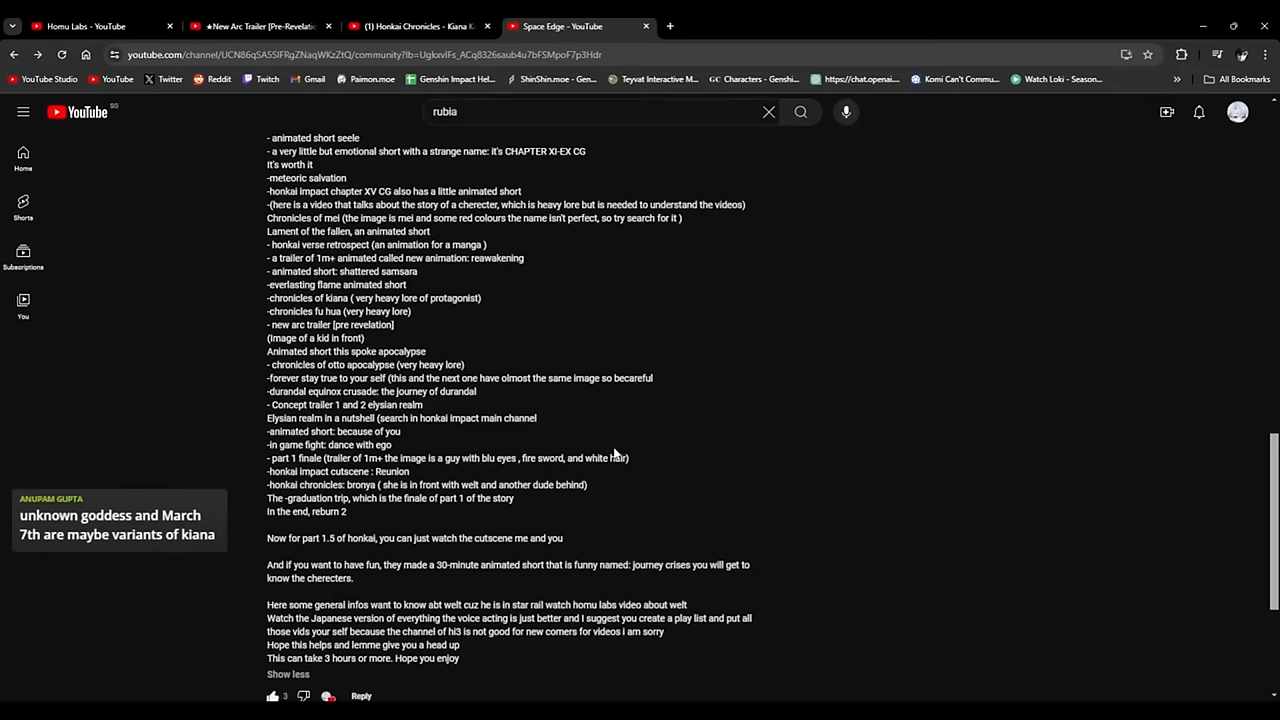 Homu Labs - YouTube
★New Arc Trailer [Pre-Revelatio
(1) Honkai Chronicles - Kiana K
Space Edge - YouTube
youtube.com/channel/UCN86qSA5SIFRgZNaqWKzZtQ/community?lb=UgkxvIFs_ACq8326saub4u7bFSMpoF7p3Hdr
YouTube Studio
YouTube
Twitter
Reddit
Twitch
Gmail
Paimon.moe
Genshin Impact Hel...
ShinShin.moe - Gen...
Teyvat Interactive M...
GC Characters - Genshi...
https://chat.openai...
Komi Can't Commu...
Watch Loki - Season...
»
All Bookmarks
YouTube SG
rubia
Home
Shorts
Subscriptions
You
- animated short seele
- a very little but emotional short with a strange name: it's CHAPTER XI-EX CG
It's worth it
-meteoric salvation
-honkai impact chapter XV CG also has a little animated short
-(here is a video that talks about the story of a cherecter, which is heavy lore but is needed to understand the videos)
Chronicles of mei (the image is mei and some red colours the name isn't perfect, so try search for it )
Lament of the fallen, an animated short
- honkai verse retrospect (an animation for a manga )
- a trailer of 1m+ animated called new animation: reawakening
- animated short: shattered samsara
-everlasting flame animated short
-chronicles of kiana ( very heavy lore of protagonist)
-chronicles fu hua (very heavy lore)
- new arc trailer [pre revelation]
(Image of a kid in front)
Animated short this spoke apocalypse
- chronicles of otto apocalypse (very heavy lore)
-forever stay true to your self (this and the next one have olmost the same image so becareful
-durandal equinox crusade: the journey of durandal
- Concept trailer 1 and 2 elysian realm
Elysian realm in a nutshell (search in honkai impact main channel
-animated short: because of you
-in game fight: dance with ego
- part 1 finale (trailer of 1m+ the image is a guy with blu eyes , fire sword, and white hair)
-honkai impact cutscene : Reunion
-honkai chronicles: bronya ( she is in front with welt and another dude behind)
The -graduation trip, which is the finale of part 1 of the story
In the end, reburn 2
Now for part 1.5 of honkai, you can just watch the cutscene me and you
And if you want to have fun, they made a 30-minute animated short that is funny named: journey crises you will get to
know the cherecters.
Here some general infos want to know abt welt cuz he is in star rail watch homu labs video about welt
Watch the Japanese version of everything the voice acting is just better and I suggest you create a play list and put all
those vids your self because the channel of hi3 is not good for new comers for videos i am sorry
Hope this helps and lemme give you a head up
This can take 3 hours or more. Hope you enjoy
Show less
3
Reply
ANUPAM GUPTA
unknown goddess and March
7th are maybe variants of kiana